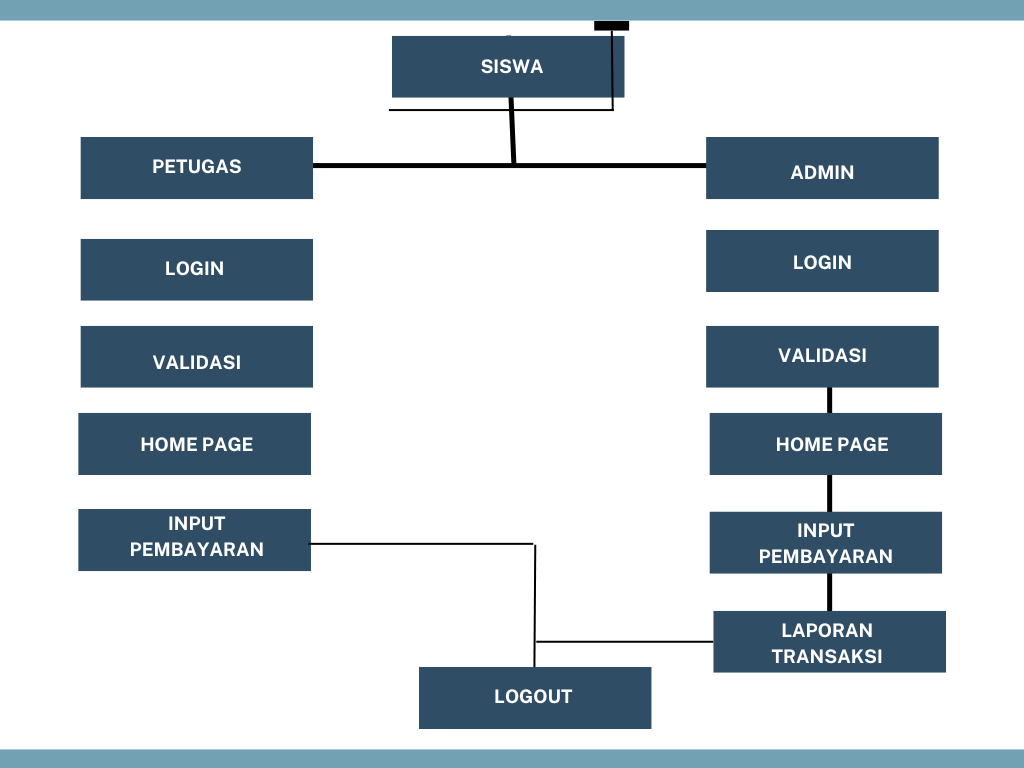 SISWA
PETUGAS
ADMIN
LOGIN
LOGIN
VALIDASI
VALIDASI
HOME PAGE
HOME PAGE
INPUT
PEMBAYARAN
INPUT
PEMBAYARAN
LAPORAN
TRANSAKSI
LOGOUT